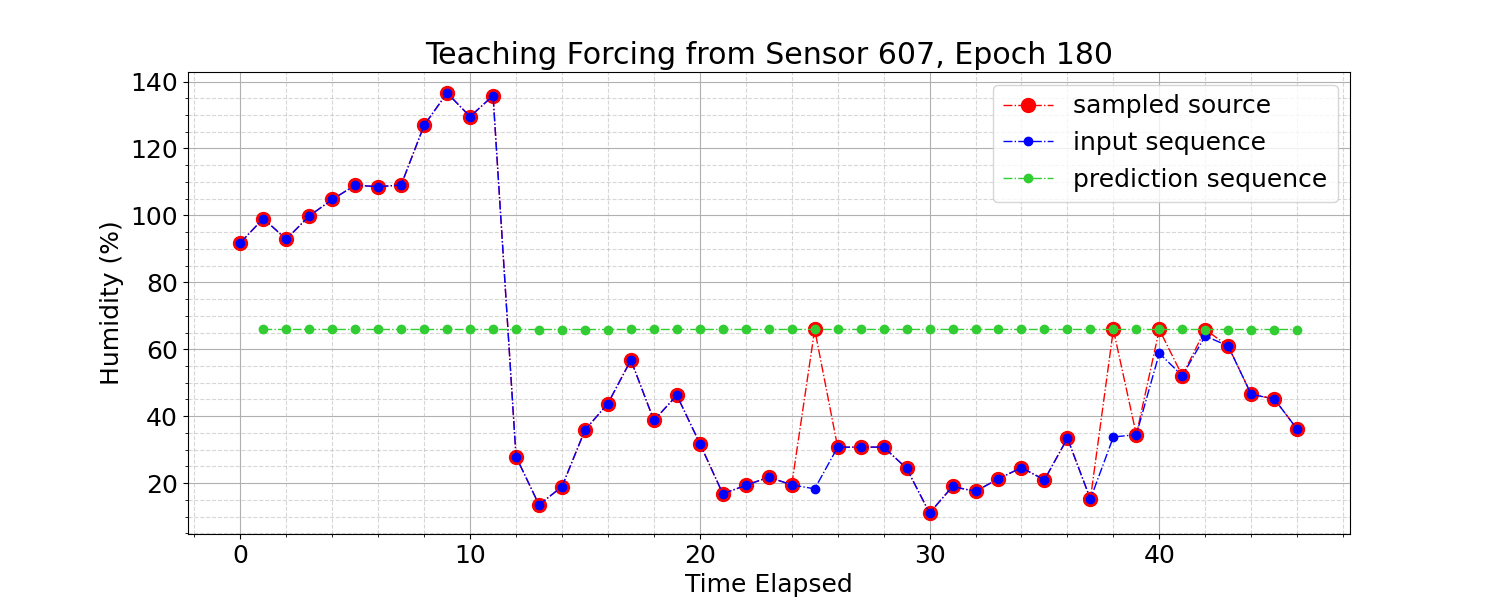 Teaching Forcing from Sensor 607, Epoch 180
140
120
100
80
60
40
20
Humidity (%)
sampled source
input sequence
prediction sequence
0 10 20 30 40
Time Elapsed